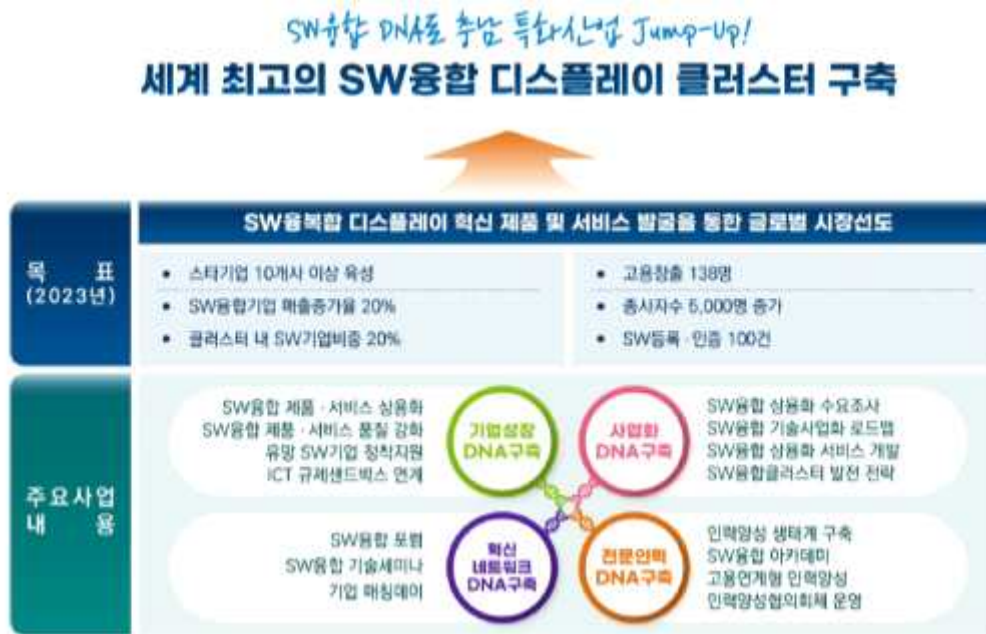 SW융합 DNA로 충남 특화산업 Jump-Up!
세계 최고의 SW융합 디스플레이 클러스터 구축
SW융복합 디스플레이 혁신 제품 및 서비스 발굴을 통한 글로벌 시장선도
목 표
(2023년)
• 스타기업 10개사 이상 육성
• SW융합기업 매출증가율 20%
• 클러스터 내 SW기업비중 20%
• 고용창출 138명
• 종사자수 5,000명 증가
• SW등록·인증 100건
주요사업
내 용
SW융합 제품·서비스 상용화
SW융합 제품·서비스 품질 강화
유망 SW기업 정착지원
ICT 규제샌드박스 연계
기업성장
DNA구축
사업화
DNA구축
SW융합 상용화 수요조사
SW융합 기술사업화 로드맵
SW융합 상용화 서비스 개발
SW융합클러스터 발전 전략
SW융합 포럼
SW융합 기술세미나
기업 매칭데이
혁신
네트워크
DNA구축
전문인력
DNA구축
인력양성 생태계 구축
SW융합 아카데미
고용연계형 인력양성
인력양성협의회체 운영